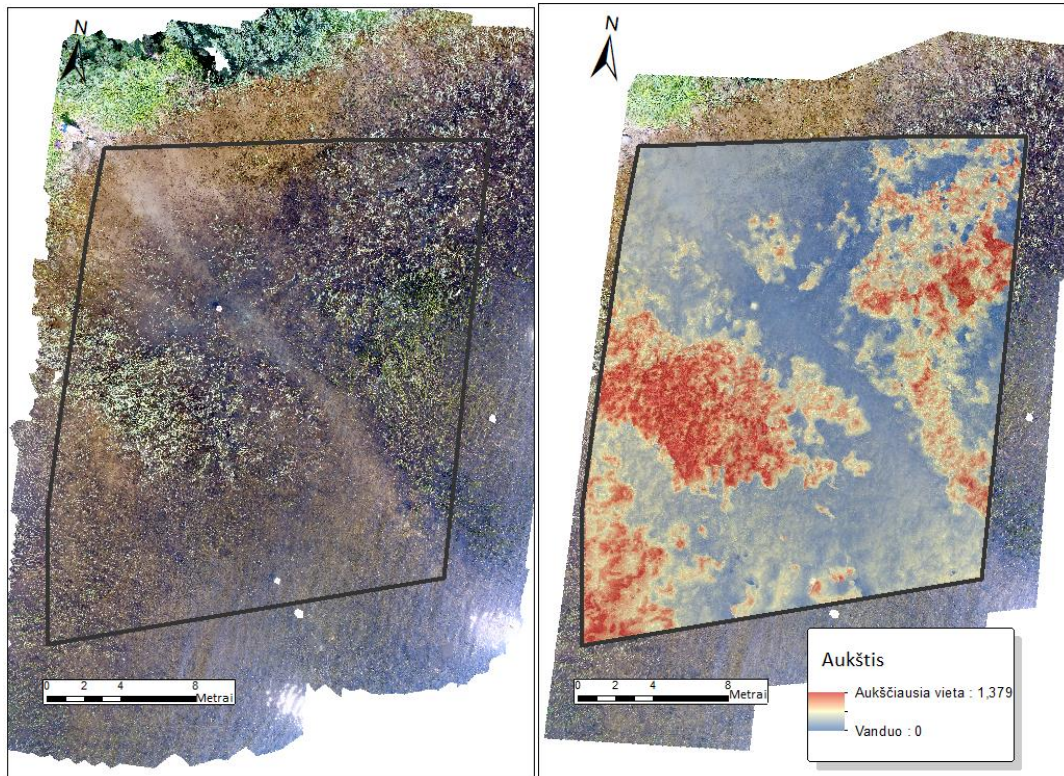 N
0 2 4 8
Metrai
N
0 2 4 8
Metrai
Aukštis
Aukščiausia vieta : 1,379
Vanduo : 0